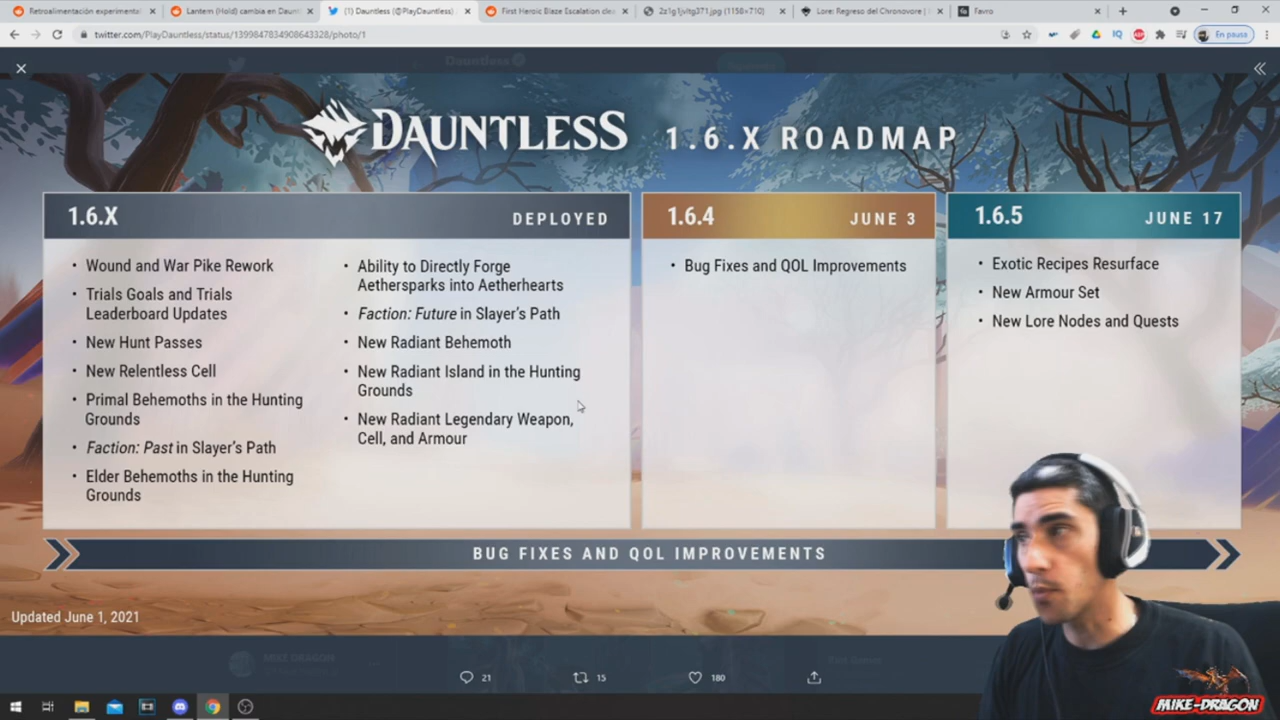 Retroalimentación experimental
Lantern (Hold) cambia en Daunt
(1) Dauntless (@PlayDauntless)
First Heroic Blaze Escalation cle
2z1g1jvltg371.jpg (1158×710)
Lore: Regreso del Chronovore |
Favro
twitter.com/PlayDauntless/status/1399847834908643328/photo/1
En pausa
DAUNTLESS 1.6.X ROADMAP
1.6.X DEPLOYED
• Wound and War Pike Rework
• Trials Goals and Trials
Leaderboard Updates
• New Hunt Passes
• New Relentless Cell
• Primal Behemoths in the Hunting
Grounds
• Faction: Past in Slayer's Path
• Elder Behemoths in the Hunting
Grounds
• Ability to Directly Forge
Aethersparks into Aetherhearts
• Faction: Future in Slayer's Path
• New Radiant Behemoth
• New Radiant Island in the Hunting
Grounds
• New Radiant Legendary Weapon,
Cell, and Armour
1.6.4 JUNE 3
• Bug Fixes and QOL Improvements
1.6.5 JUNE 17
• Exotic Recipes Resurface
• New Armour Set
• New Lore Nodes and Quests
BUG FIXES AND QOL IMPROVEMENTS
Updated June 1, 2021
MIKE DRAGON
21
15
180
MIKE-DRAGON